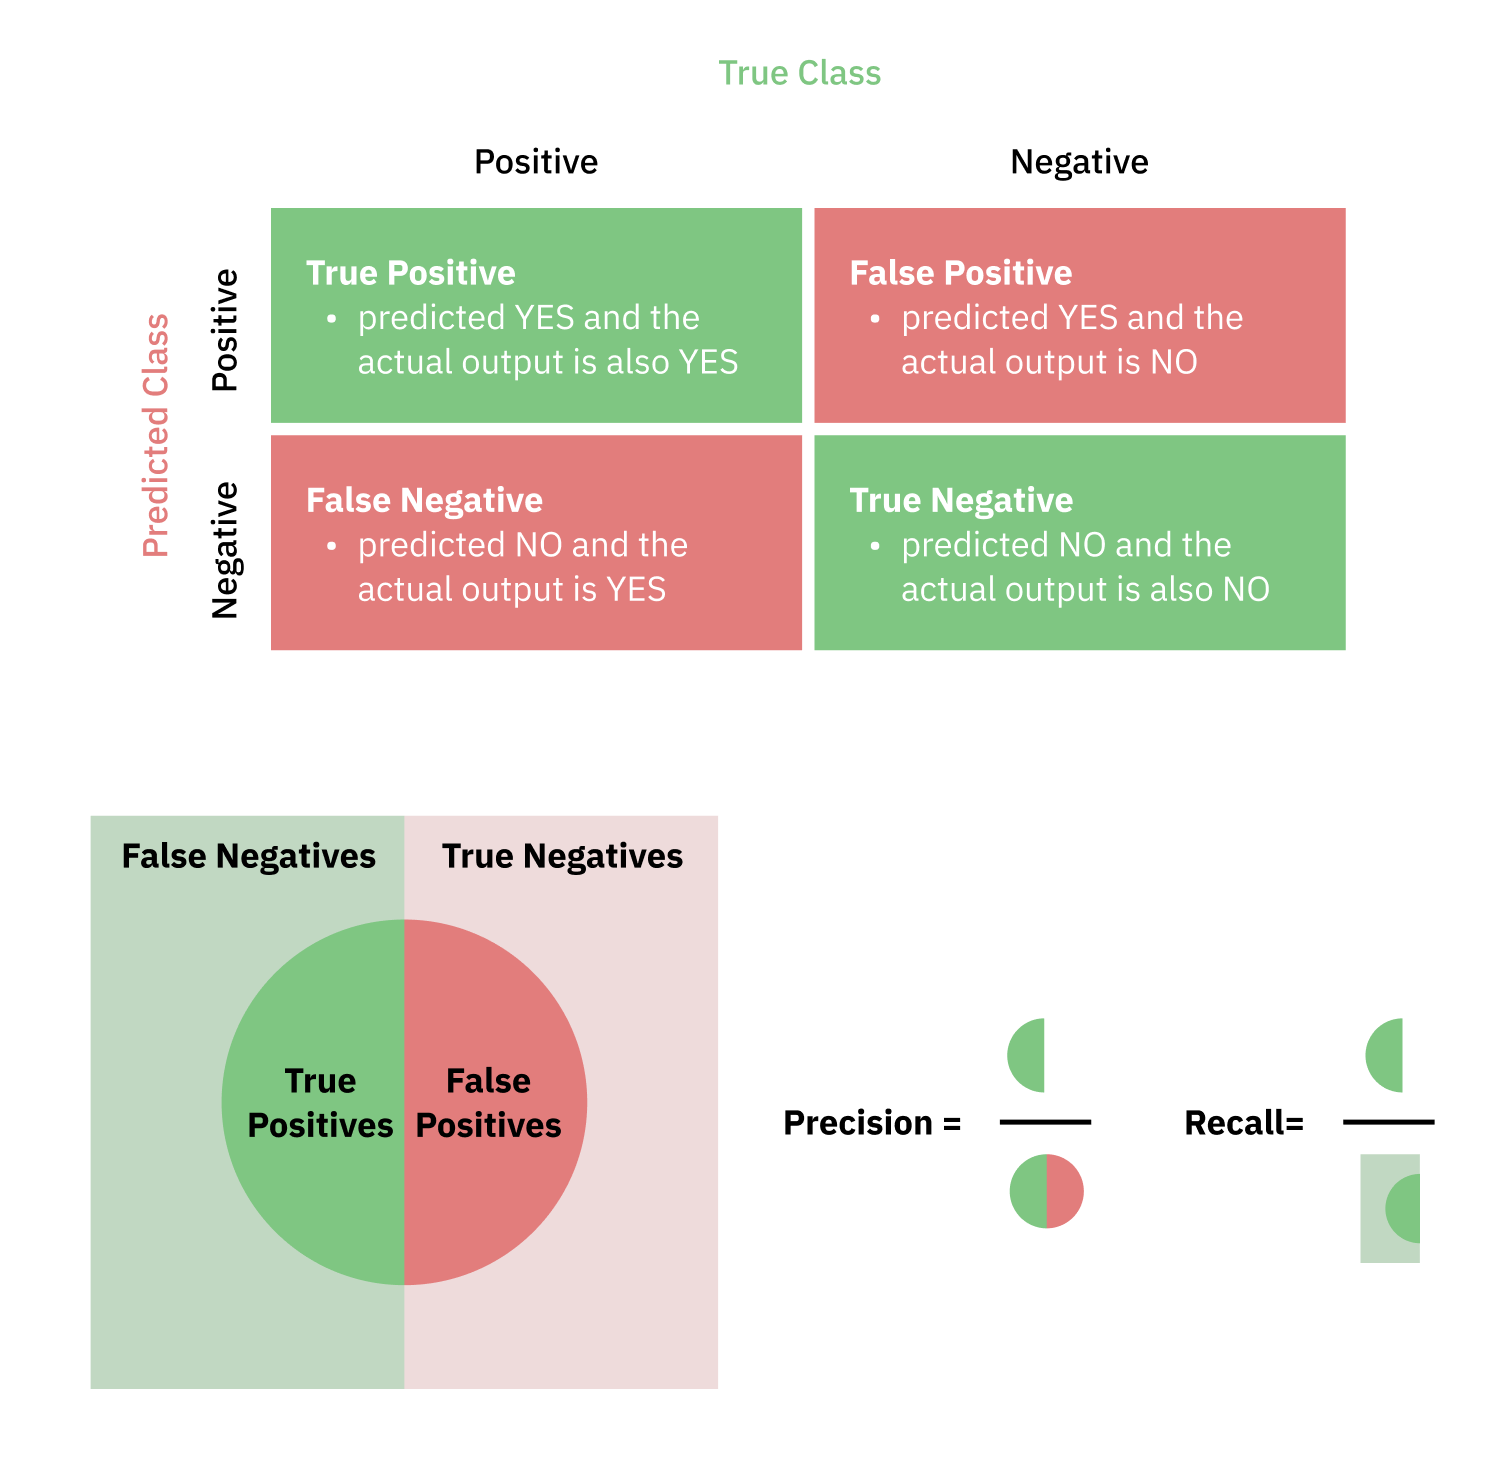 True Class
Positive
Negative
Predicted Class
Positive
True Positive
• predicted YES and the
actual output is also YES
False Positive
• predicted YES and the
actual output is NO
Negative
False Negative
• predicted NO and the
actual output is YES
True Negative
• predicted NO and the
actual output is also NO
False Negatives
True Negatives
True
Positives
False
Positives
Precision =
Recall=